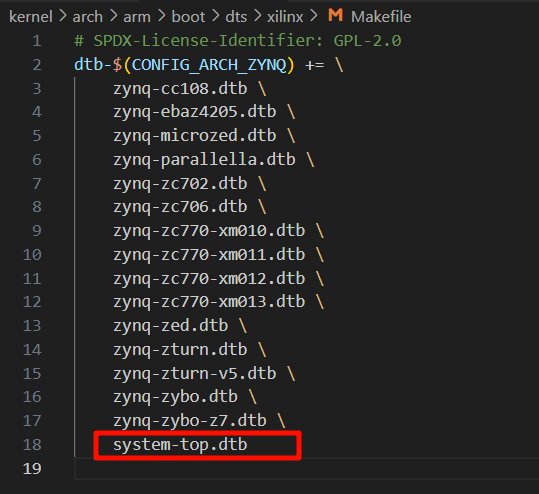 kernel > arch > arm > boot > dts > xilinx > M Makefile
1 # SPDX-License-Identifier: GPL-2.0
2 dtb-$(CONFIG_ARCH_ZYNQ) += \
3 zynq-cc108.dtb \
4 zynq-ebaz4205.dtb \
5 zynq-microzed.dtb \
6 zynq-parallella.dtb \
7 zynq-zc702.dtb \
8 zynq-zc706.dtb \
9 zynq-zc770-xm010.dtb \
10 zynq-zc770-xm011.dtb \
11 zynq-zc770-xm012.dtb \
12 zynq-zc770-xm013.dtb \
13 zynq-zed.dtb \
14 zynq-zturn.dtb \
15 zynq-zturn-v5.dtb \
16 zynq-zybo.dtb \
17 zynq-zybo-z7.dtb \
18 system-top.dtb
19